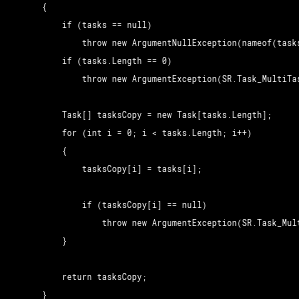 {
if (tasks == null)
throw new ArgumentNullException(nameof(tasks
if (tasks.Length == 0)
throw new ArgumentException(SR.Task_MultiTas
Task[] tasksCopy = new Task[tasks.Length];
for (int i = 0; i < tasks.Length; i++)
{
tasksCopy[i] = tasks[i];
if (tasksCopy[i] == null)
throw new ArgumentException(SR.Task_Mult
}
return tasksCopy;
}